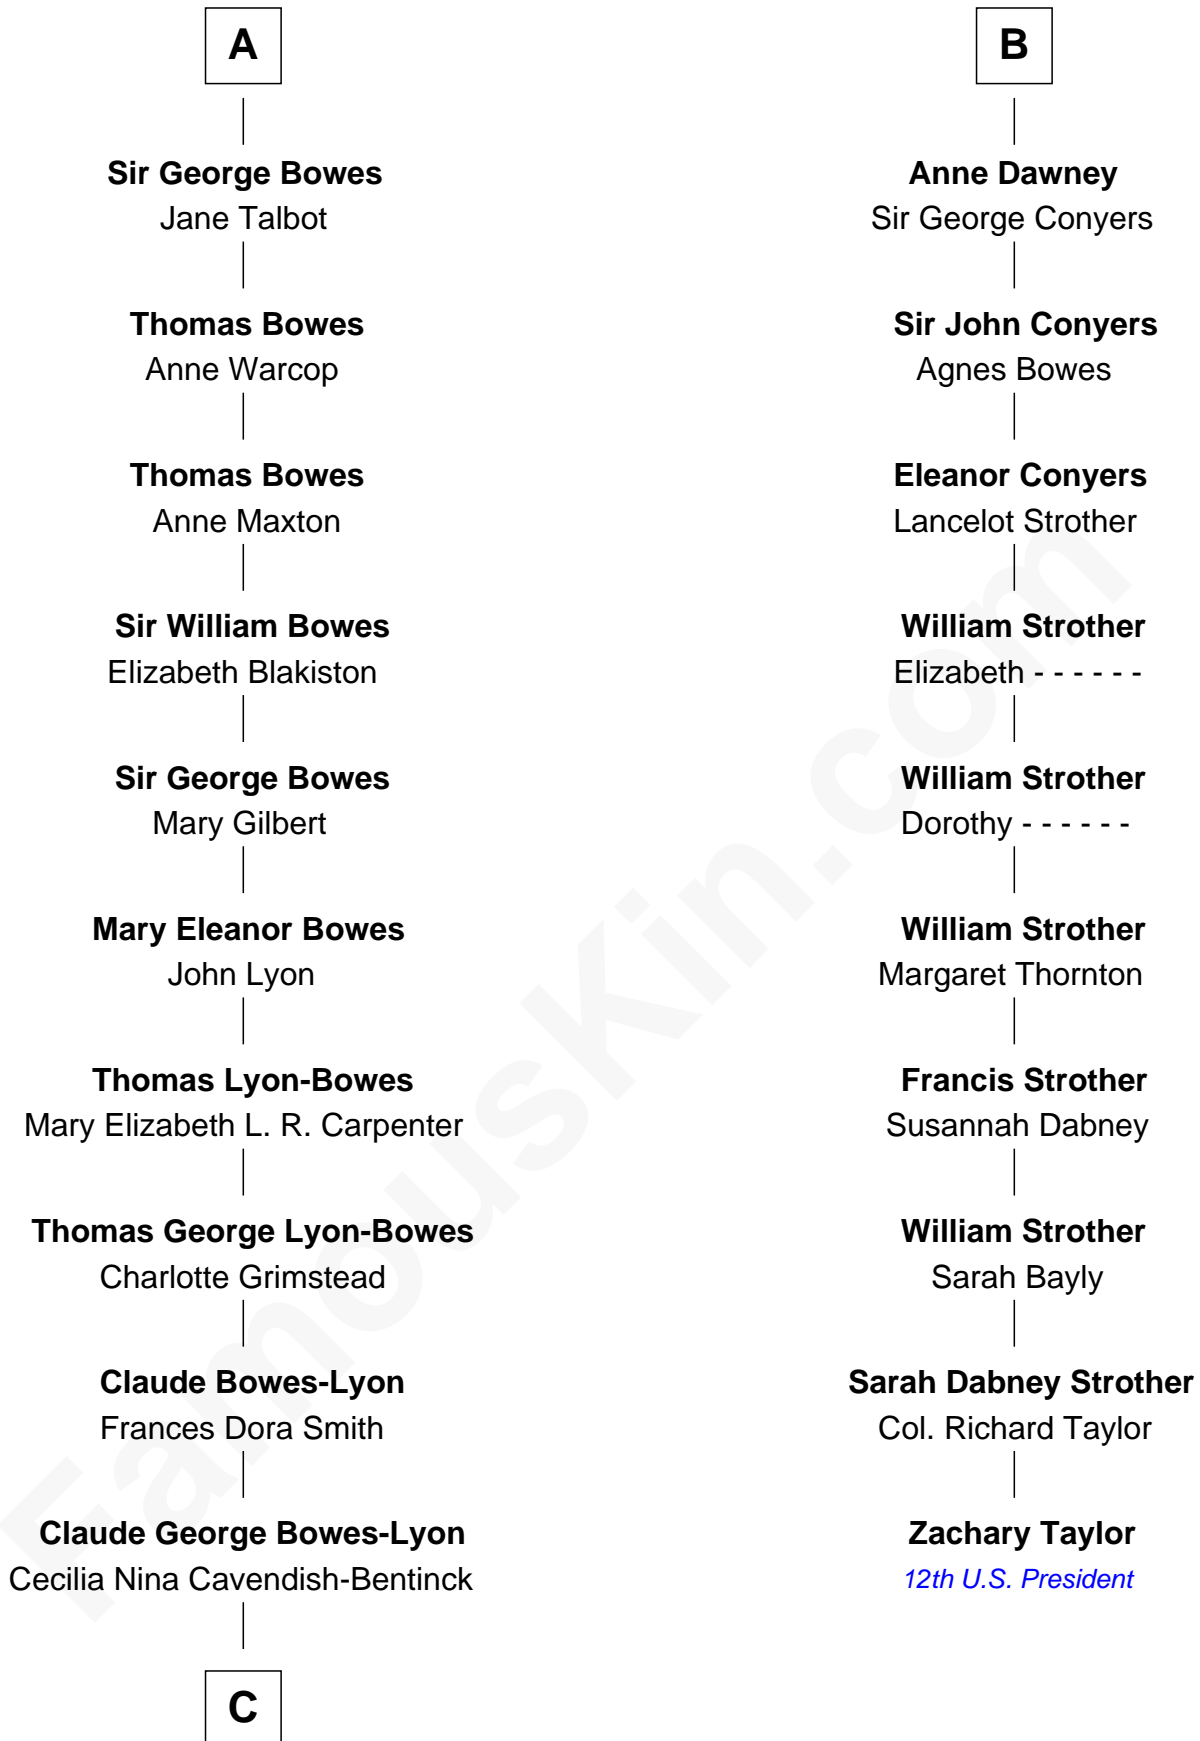 A
Sir George Bowes
Jane Talbot
Thomas Bowes
Anne Warcop
Thomas Bowes
Anne Maxton
Sir William Bowes
Elizabeth Blakiston
Sir George Bowes
Mary Gilbert
Mary Eleanor Bowes
John Lyon
Thomas Lyon-Bowes
Mary Elizabeth L. R. Carpenter
Thomas George Lyon-Bowes
Charlotte Grimstead
Claude Bowes-Lyon
Frances Dora Smith
Claude George Bowes-Lyon
Cecilia Nina Cavendish-Bentinck
C
B
Anne Dawney
Sir George Conyers
Sir John Conyers
Agnes Bowes
Eleanor Conyers
Lancelot Strother
William Strother
Elizabeth - - - - - -
William Strother
Dorothy - - - - - -
William Strother
Margaret Thornton
Francis Strother
Susannah Dabney
William Strother
Sarah Bayly
Sarah Dabney Strother
Col. Richard Taylor
Zachary Taylor
12th U.S. President
FamousKin.com